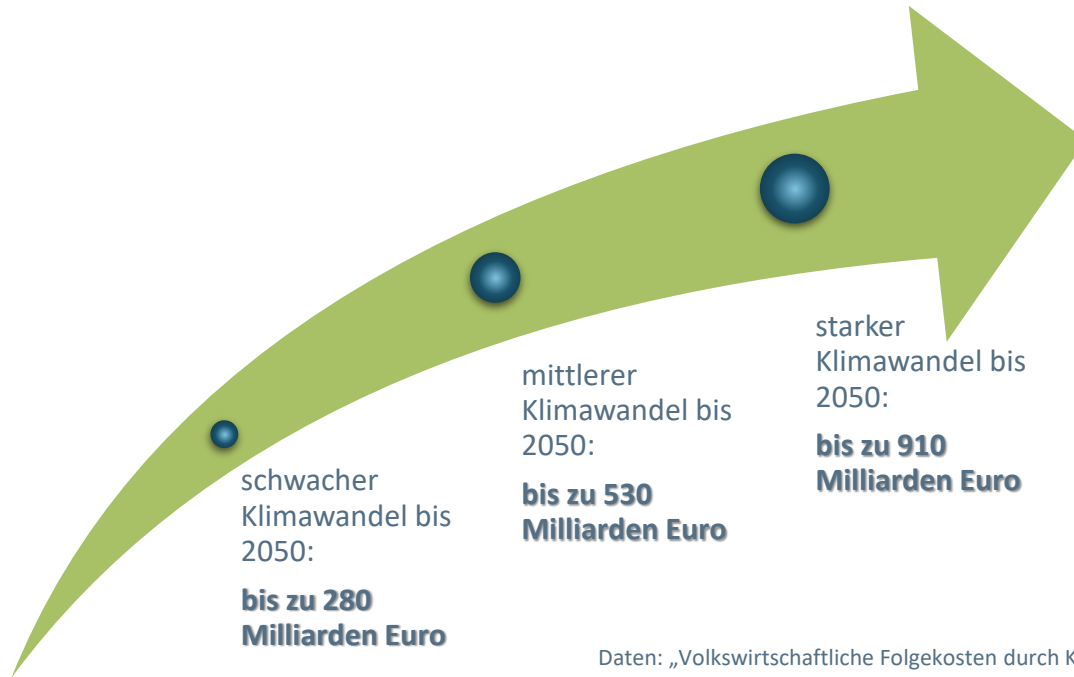 schwacher
Klimawandel bis
2050:
bis zu 280
Milliarden Euro
mittlerer
Klimawandel bis
2050:
bis zu 530
Milliarden Euro
starker
Klimawandel bis
2050:
bis zu 910
Milliarden Euro
Daten: „Volkswirtschaftliche Folgekosten durch